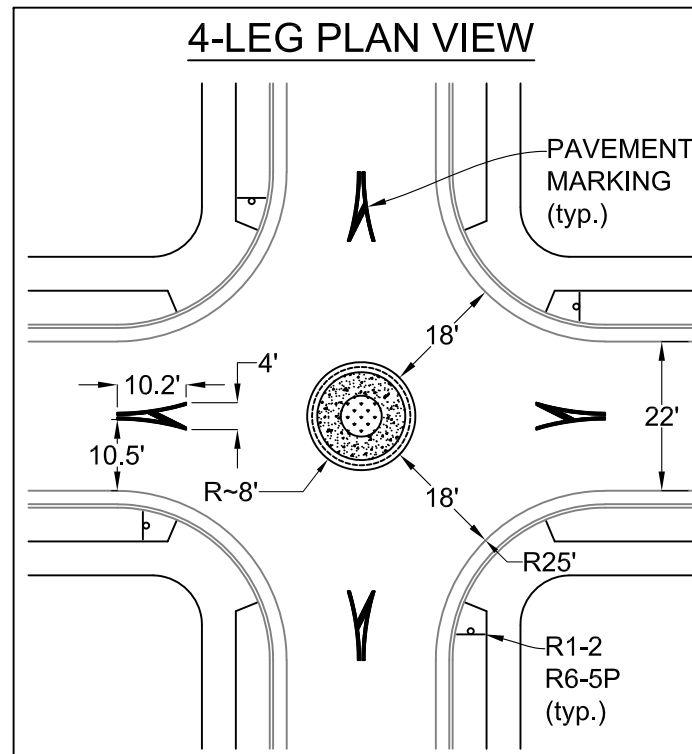 4-LEG PLAN VIEW
PAVEMENT
MARKING
(typ.)
18'
4'
10.2'
22'
10.5'
R~8'
18'
R25'
R1-2
R6-5P
(typ.)